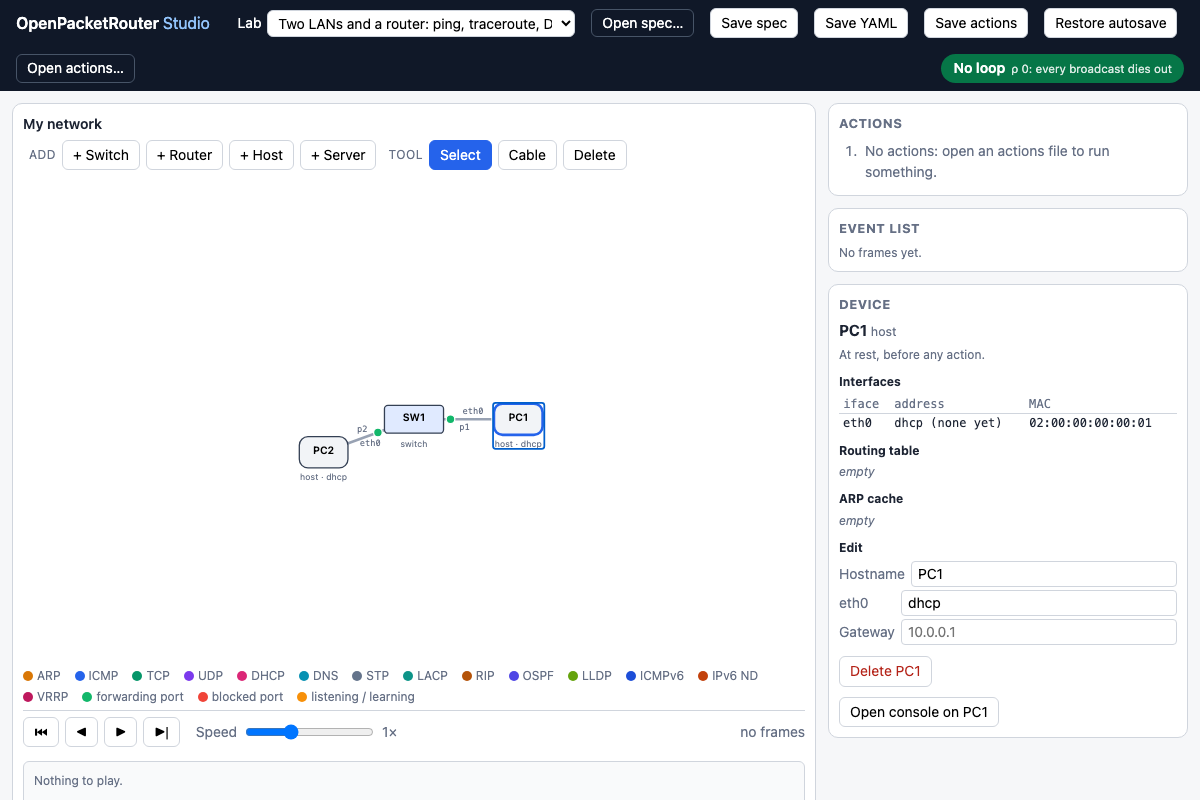 OpenPacketRouter Studio
Lab
Two LANs and a router: ping, traceroute, D
Open spec...
Save spec
Save YAML
Save actions
Restore autosave
Open actions...
No loop ρ 0: every broadcast dies out
My network
ADD
+ Switch
+ Router
+ Host
+ Server
TOOL
Select
Cable
Delete
SW1
switch
eth0
p1
PC1
host · dhcp
p2
eth0
PC2
host · dhcp
ARP
ICMP
TCP
UDP
DHCP
DNS
STP
LACP
RIP
OSPF
LLDP
ICMPv6
IPv6 ND
VRRP
forwarding port
blocked port
listening / learning
Speed
1×
no frames
Nothing to play.
ACTIONS
1. No actions: open an actions file to run
something.
EVENT LIST
No frames yet.
DEVICE
PC1 host
At rest, before any action.
Interfaces
iface address MAC
eth0 dhcp (none yet) 02:00:00:00:00:01
Routing table
empty
ARP cache
empty
Edit
Hostname PC1
eth0 dhcp
Gateway 10.0.0.1
Delete PC1
Open console on PC1